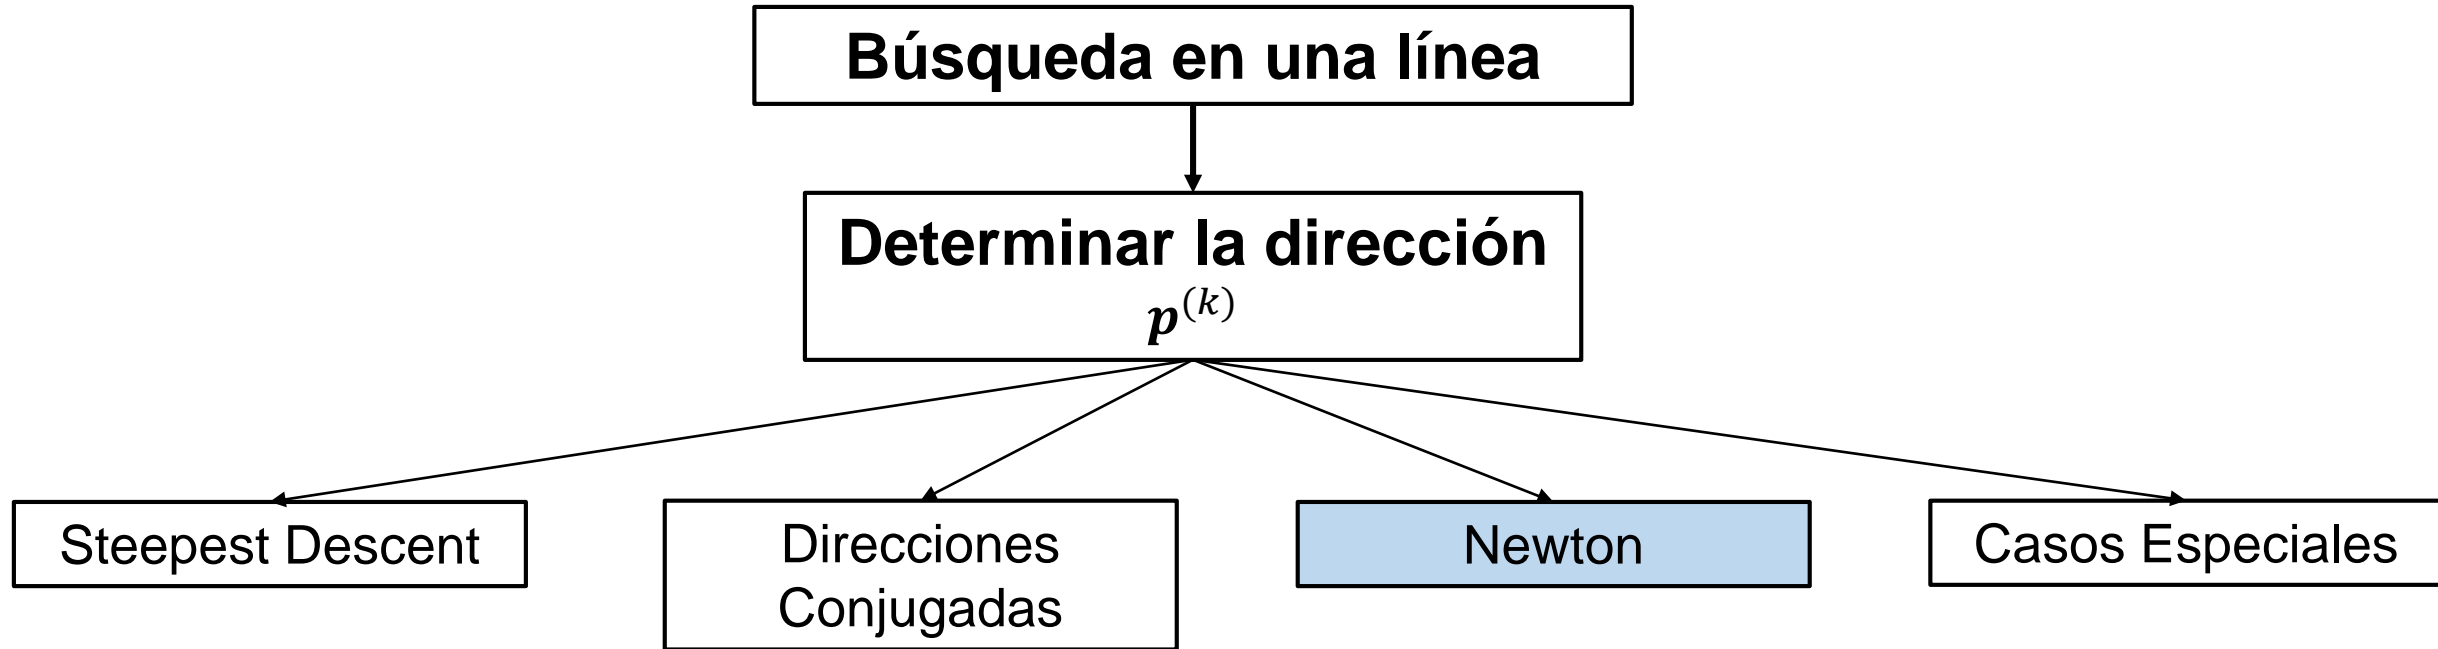 Búsqueda en una línea
Determinar la dirección
p^(k)
Steepest Descent
Direcciones
Conjugadas
Newton
Casos Especiales